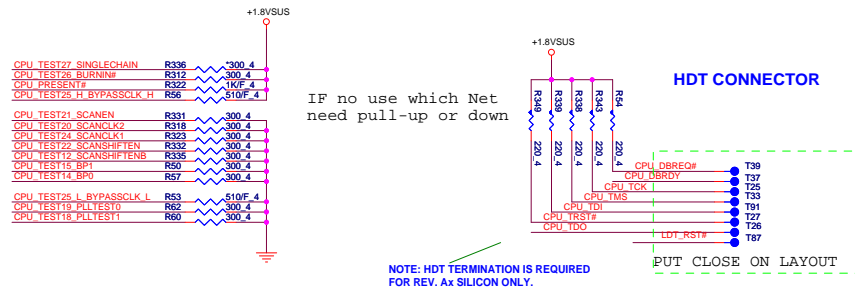 +1.8VSUS
CPU_TEST27_SINGLECHAIN R336 *300_4
CPU_TEST26_BURNIN# R312 300_4
CPU_PRESENT# R322 1K/F_4
CPU_TEST25_H_BYPASSCLK_H R56 510/F_4
CPU_TEST21_SCANEN R331 300_4
CPU_TEST20_SCANCLK2 R318 300_4
CPU_TEST24_SCANCLK1 R323 300_4
CPU_TEST22_SCANSHIFTEN R332 300_4
CPU_TEST12_SCANSHIFTENB R335 300_4
CPU_TEST15_BP1 R50 300_4
CPU_TEST14_BP0 R57 300_4
CPU_TEST25_L_BYPASSCLK_L R53 510/F_4
CPU_TEST19_PLLTEST0 R62 300_4
CPU_TEST18_PLLTEST1 R60 300_4
IF no use which Net
need pull-up or down
+1.8VSUS
HDT CONNECTOR
R349 R339 R338 R343 R54
220_4 220_4 220_4 220_4 220_4
CPU_DBREQ# T39
CPU_DBRDY T37
CPU_TCK T25
CPU_TMS T33
CPU_TDI T91
CPU_TRST# T27
CPU_TDO T26
LDT_RST# T87
PUT CLOSE ON LAYOUT
NOTE: HDT TERMINATION IS REQUIRED
FOR REV. Ax SILICON ONLY.